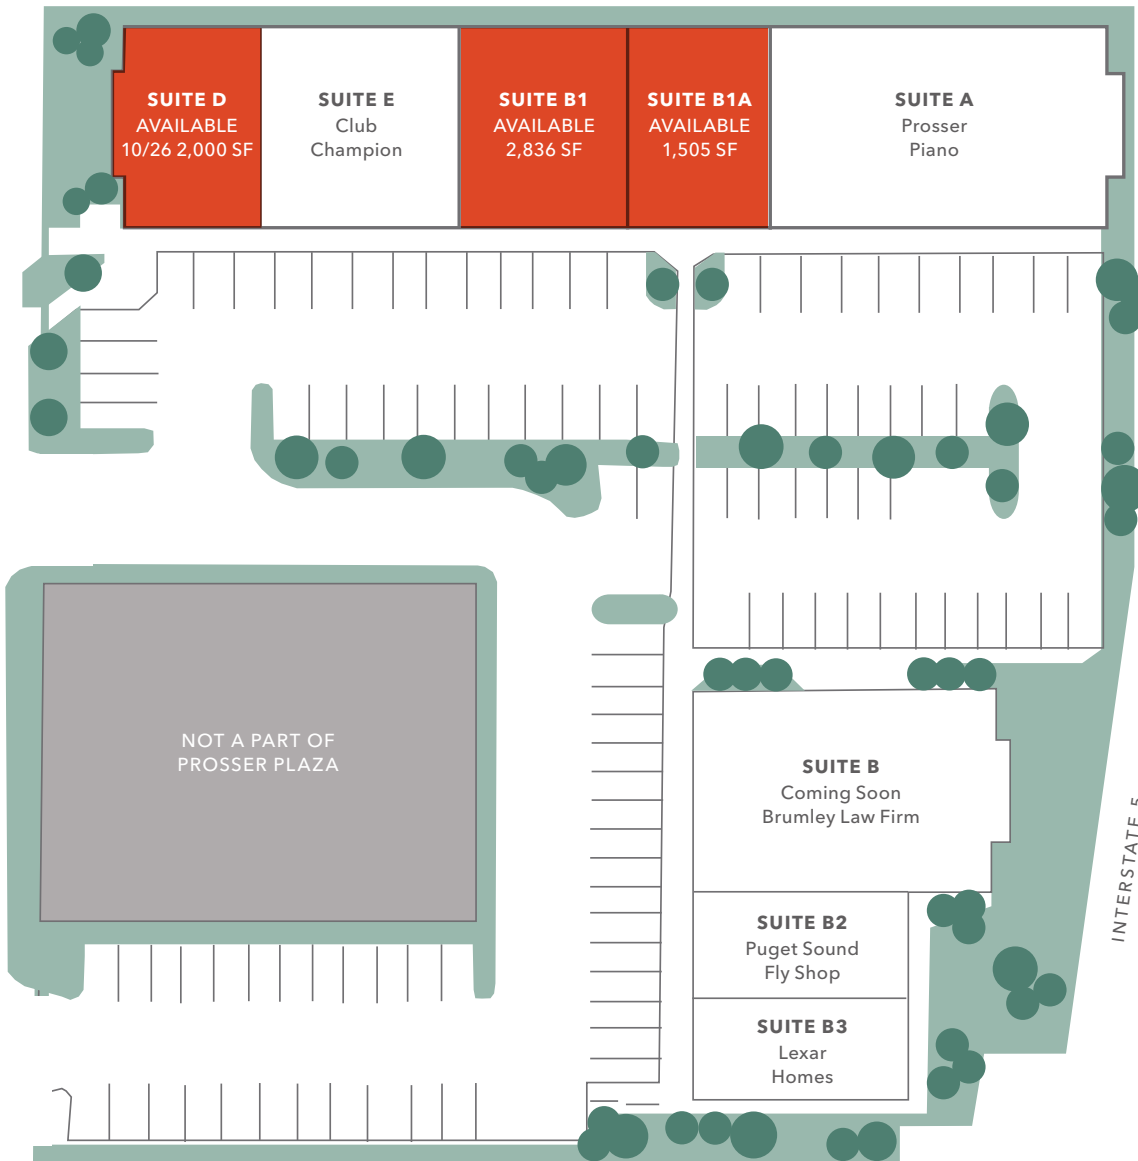 SUITE D
AVAILABLE
10/26 2,000 SF
SUITE E
Club
Champion
SUITE B1
AVAILABLE
2,836 SF
SUITE B1A
AVAILABLE
1,505 SF
SUITE A
Prosser
Piano
NOT A PART OF
PROSSER PLAZA
SUITE B
Coming Soon
Brumley Law Firm
SUITE B2
Puget Sound
Fly Shop
SUITE B3
Lexar
Homes
INTERSTATE 5